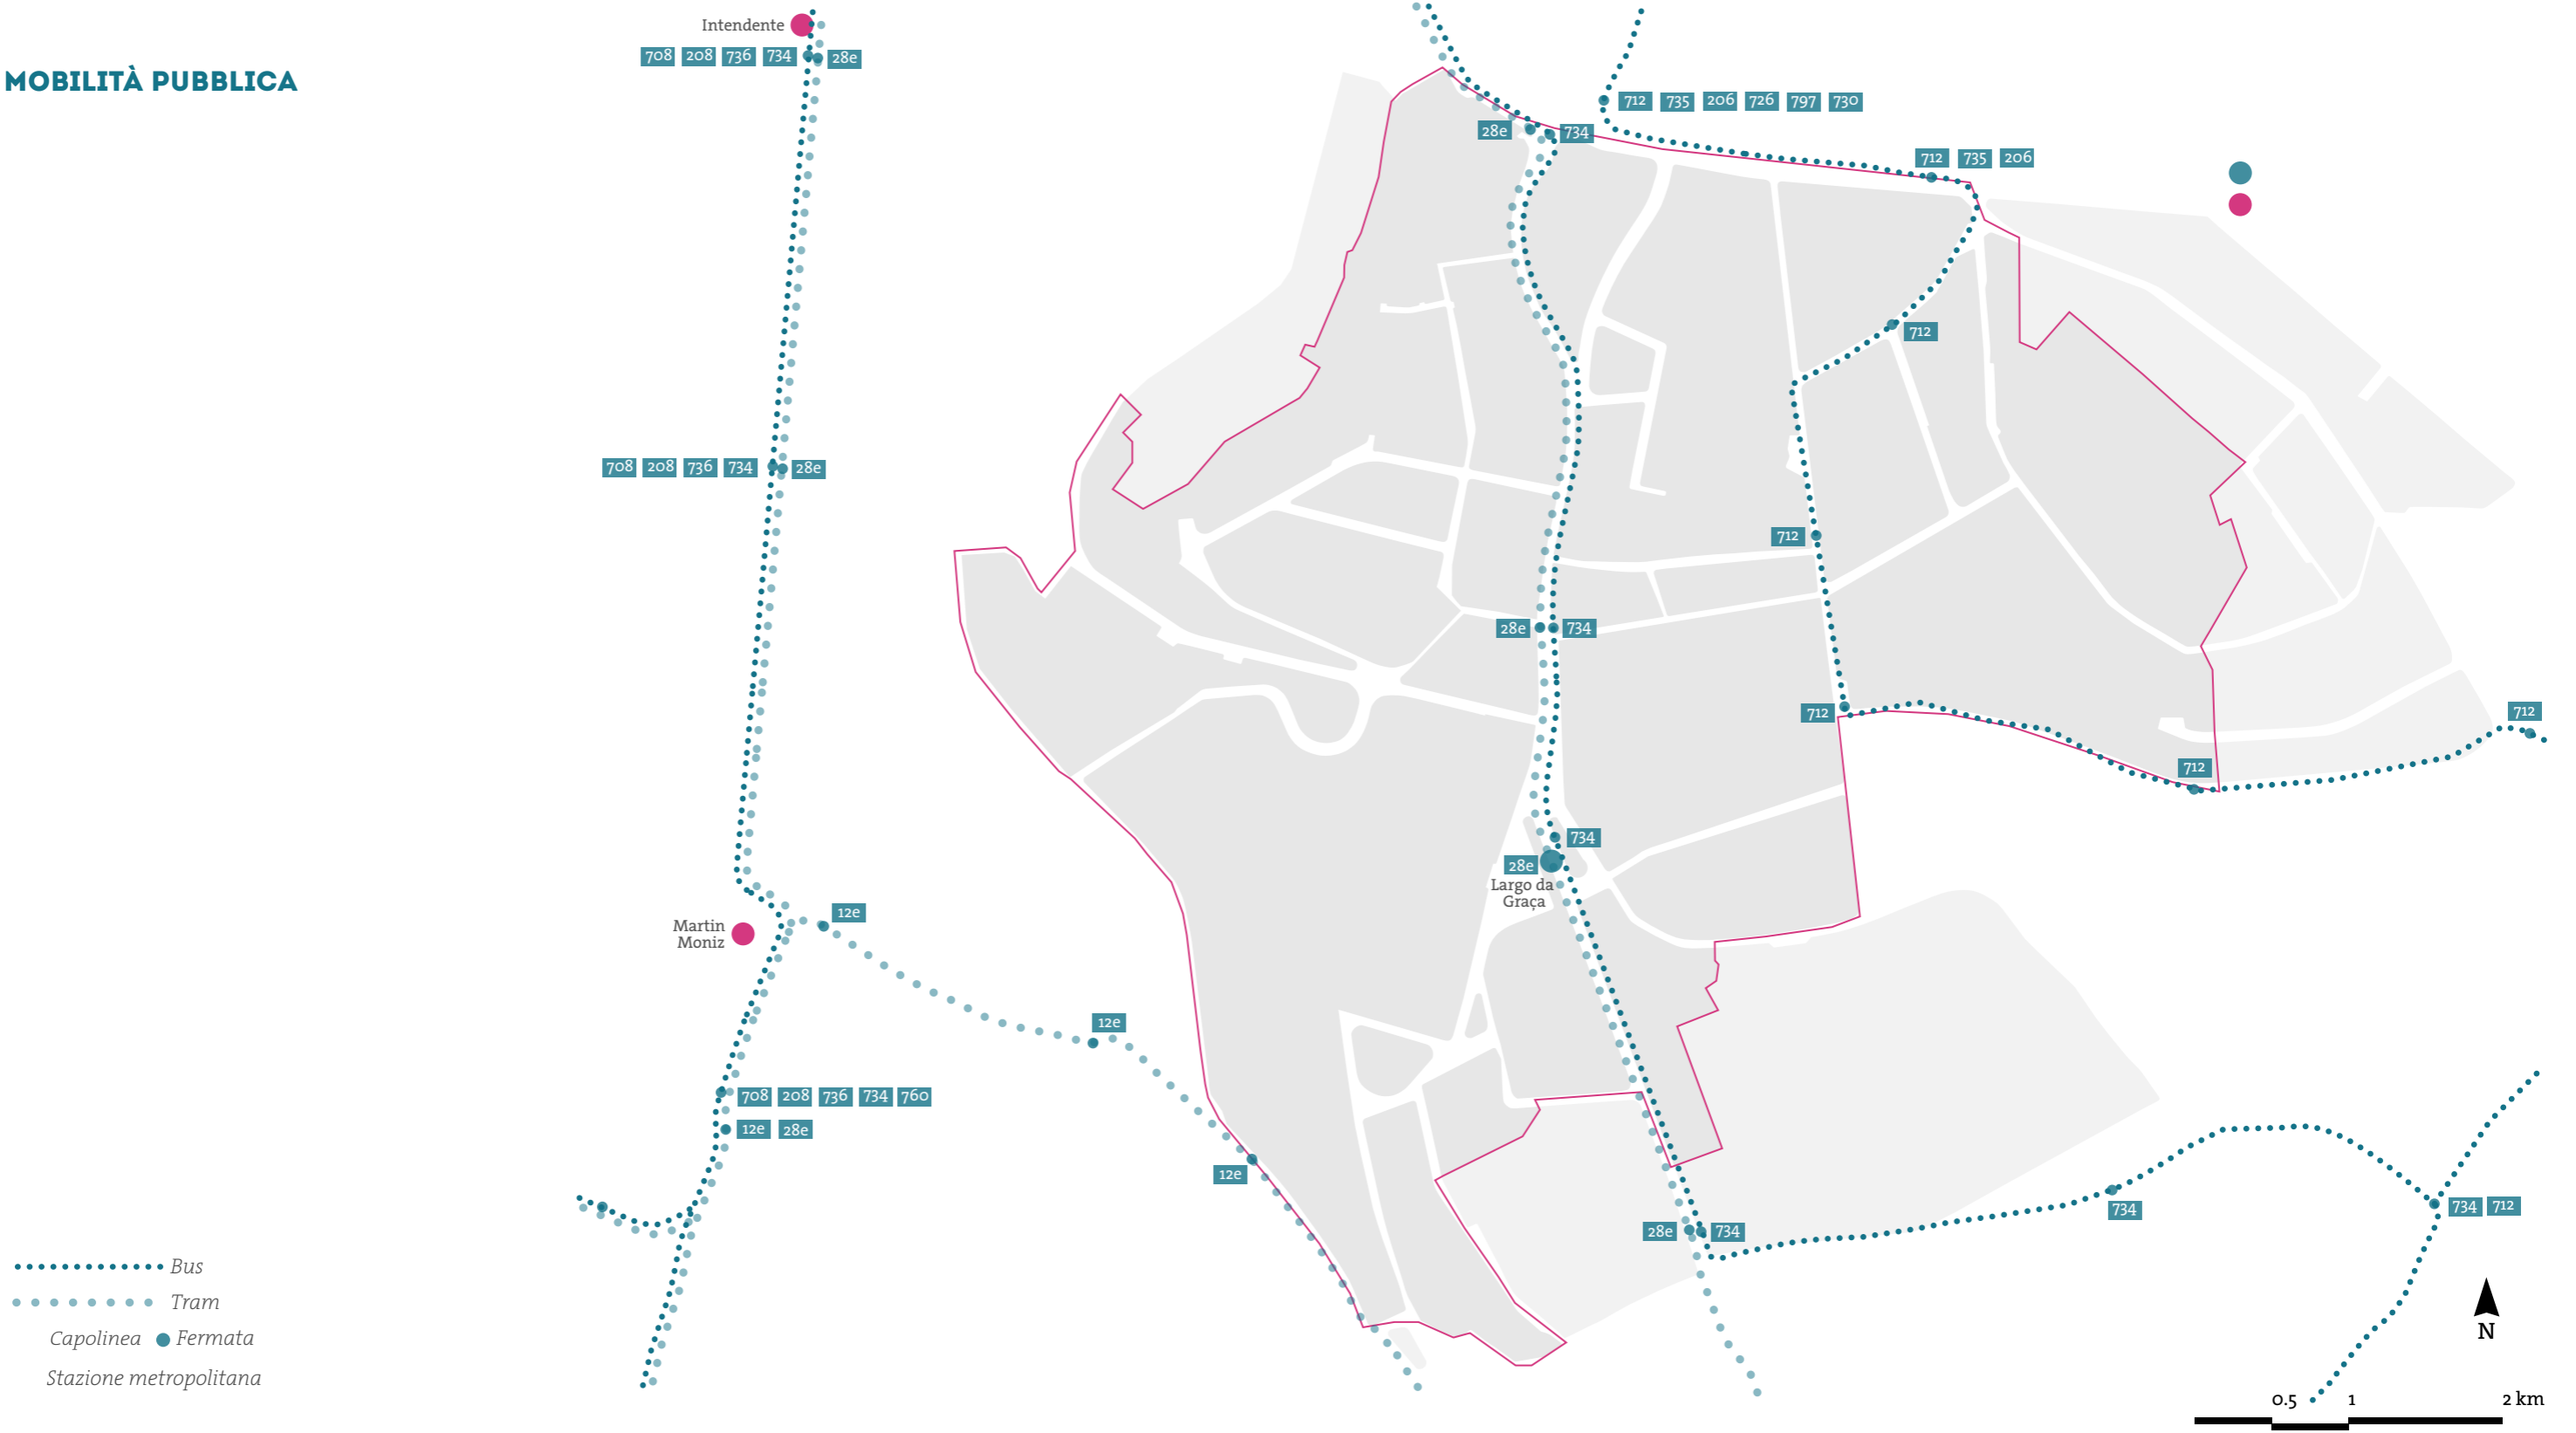 MOBILITÀ PUBBLICA
Intendente
708 208 736 734 28e
712 735 206 726 797 730
28e 734
712 735 206
712
708 208 736 734 28e
712
28e 734
712
712
712
734
28e
Largo da
Graça
12e
Martin
Moniz
12e
708 208 736 734 760
12e 28e
12e
734
734 712
28e 734
Bus
Tram
Capolinea Fermata
Stazione metropolitana
N
0.5 1 2 km